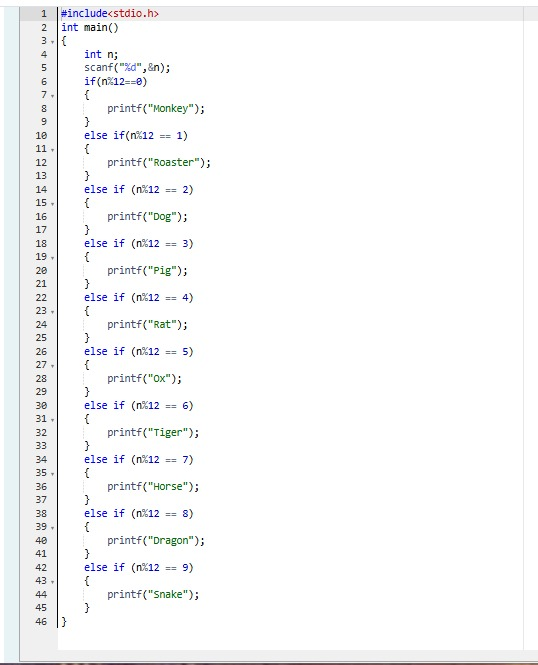 1 #include<stdio.h>
2 int main()
3 {
4 int n;
5 scanf("%d",&n);
6 if(n%12==0)
7 {
8 printf("Monkey");
9 }
10 else if(n%12 == 1)
11 {
12 printf("Roaster");
13 }
14 else if (n%12 == 2)
15 {
16 printf("Dog");
17 }
18 else if (n%12 == 3)
19 {
20 printf("Pig");
21 }
22 else if (n%12 == 4)
23 {
24 printf("Rat");
25 }
26 else if (n%12 == 5)
27 {
28 printf("Ox");
29 }
30 else if (n%12 == 6)
31 {
32 printf("Tiger");
33 }
34 else if (n%12 == 7)
35 {
36 printf("Horse");
37 }
38 else if (n%12 == 8)
39 {
40 printf("Dragon");
41 }
42 else if (n%12 == 9)
43 {
44 printf("Snake");
45 }
46 }